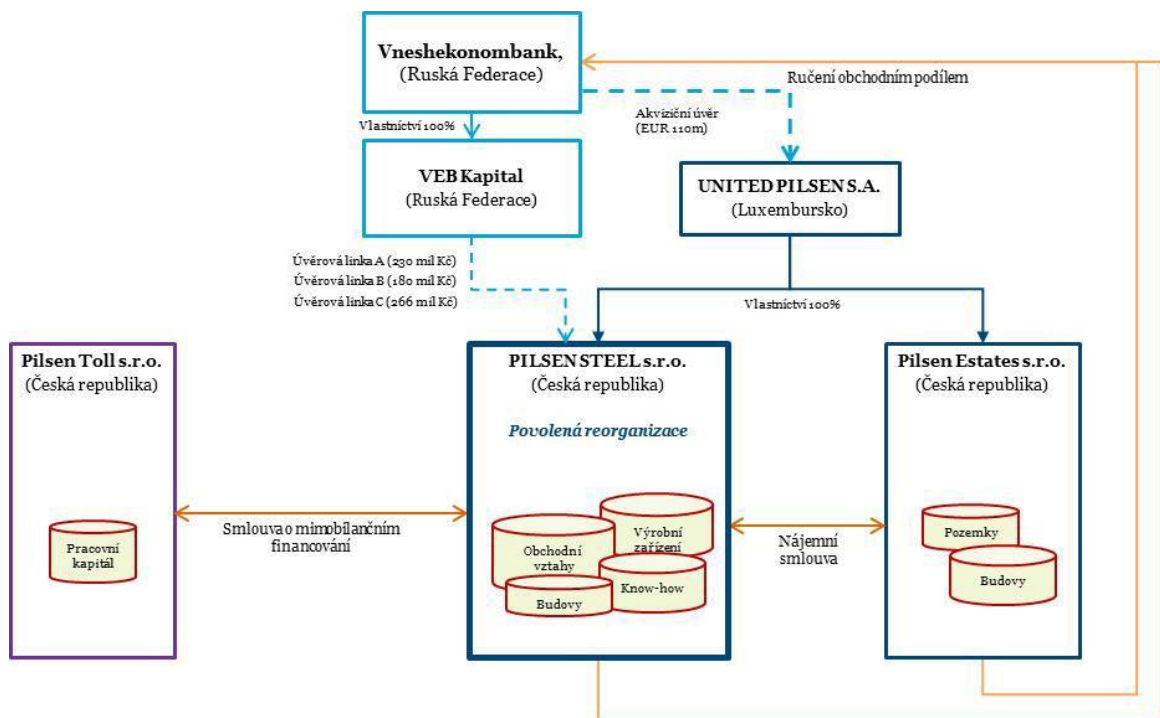 Vneshekonombank,
(Ruská Federace)
Ručení obchodním podílem
Akviziční úvěr
(EUR 110m)
Vlastníctví 100%
VEB Kapital
(Ruská Federace)
UNITED PILSEN S.A.
(Luxembursko)
Úvěrová linka A (230 mil Kč)
Úvěrová linka B (180 mil Kč)
Úvěrová linka C (266 mil Kč)
Vlastníctví 100%
Pilsen Toll s.r.o.
(Česká republika)
PILSEN STEEL s.r.o.
(Česká republika)
Pilsen Estates s.r.o.
(Česká republika)
Povolená reorganizace
Pracovní
kapitál
Smlouva o mimobilančním
financování
Obchodní
vztahy
Výrobní
zařízení
Budovy
Know-how
Nájemní
smlouva
Pozemky
Budovy